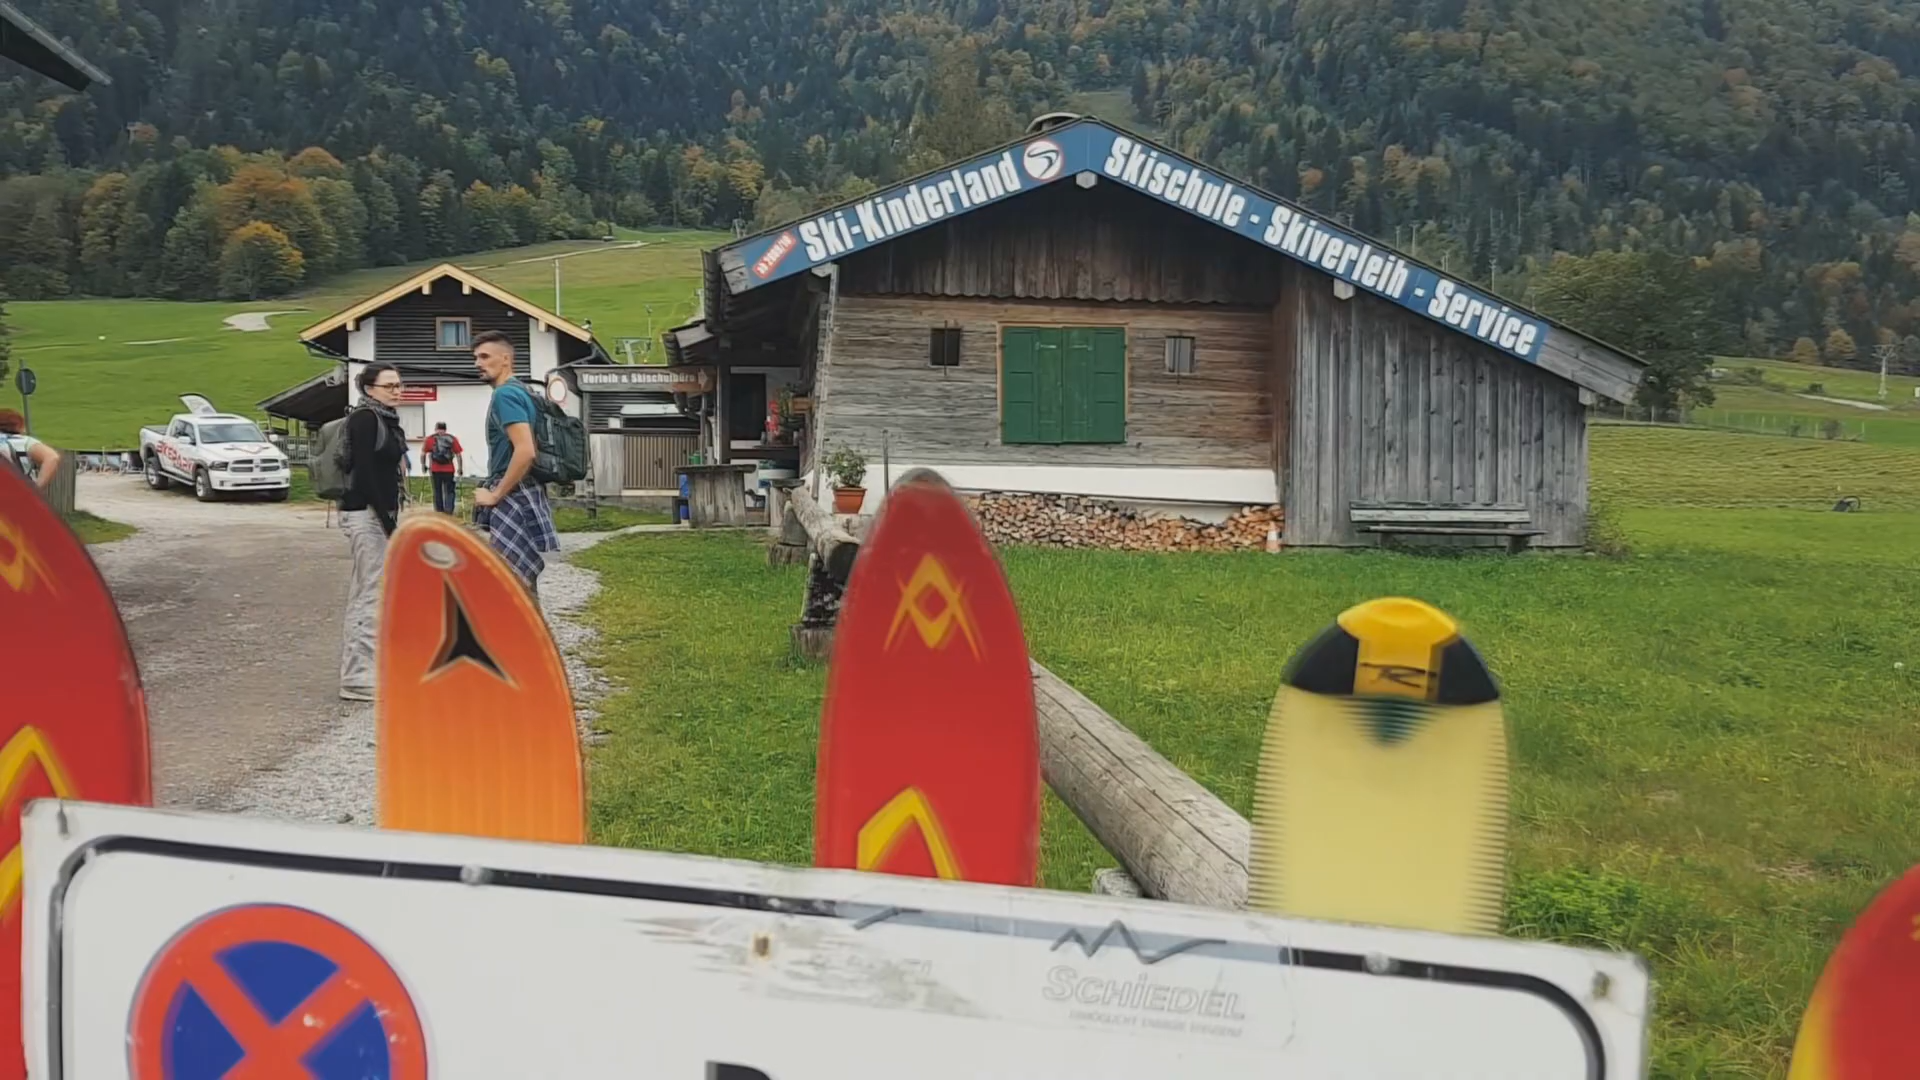 Ski-Kinderland
Skischule - Skiverleih - Service
Verleih & Skischulbüro
SCHIEDEL